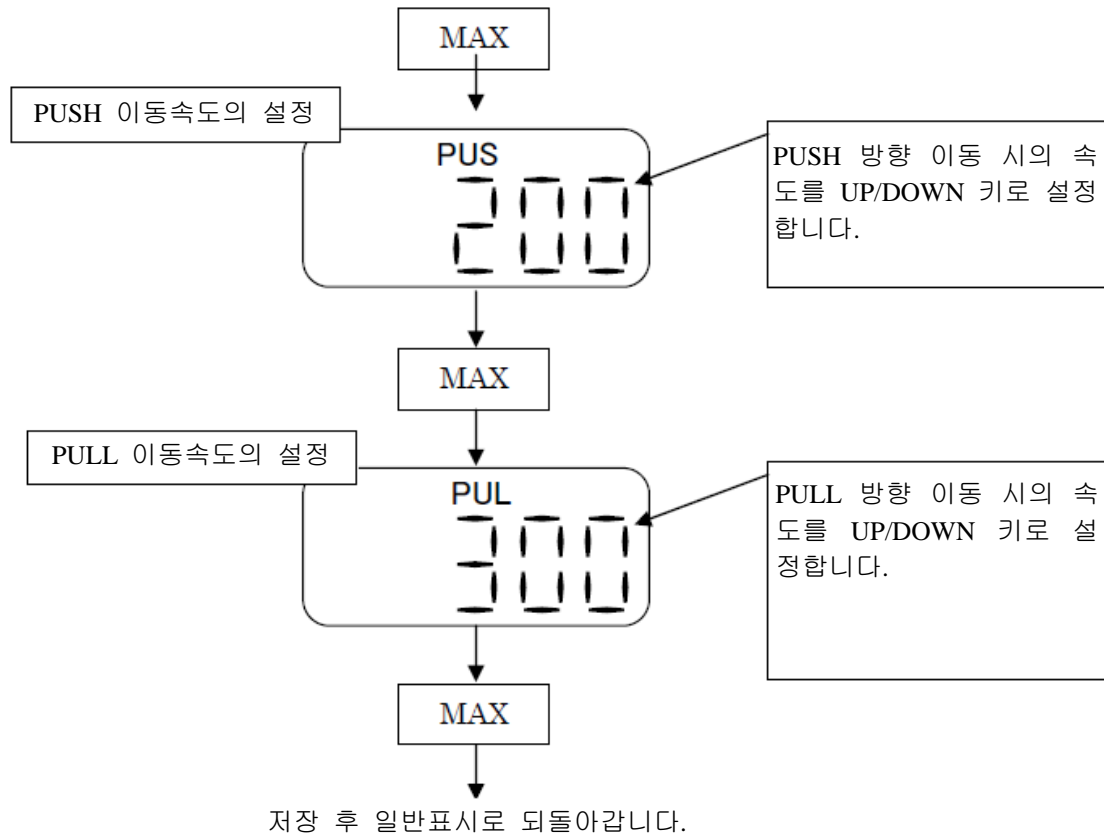 MAX
PUSH 이동속도의 설정
PUS
200
PUSH 방향 이동 시의 속
도를 UP/DOWN 키로 설정
합니다.
MAX
PULL 이동속도의 설정
PUL
300
PULL 방향 이동 시의 속
도를 UP/DOWN 키로 설
정합니다.
MAX
저장 후 일반표시로 되돌아갑니다.